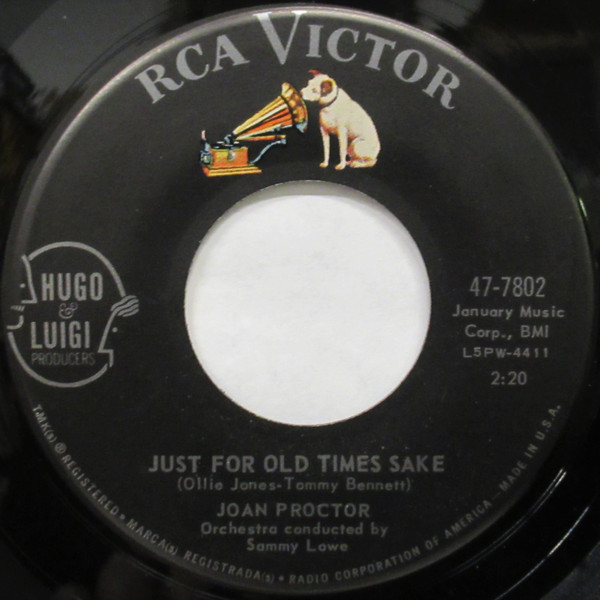 RCA VICTOR
HUGO
&
LUIGI
PRODUCERS
47-7802
January Music
Corp., BMI
L5PW-4411
2:20
JUST FOR OLD TIMES SAKE
(Ollie Jones-Tommy Bennett)
JOAN PROCTOR
Orchestra conducted by
Sammy Lowe
TMK(s) ® REGISTERED • MARCA(s) REGISTRADA(s) • RADIO CORPORATION OF AMERICA — MADE IN U.S.A.